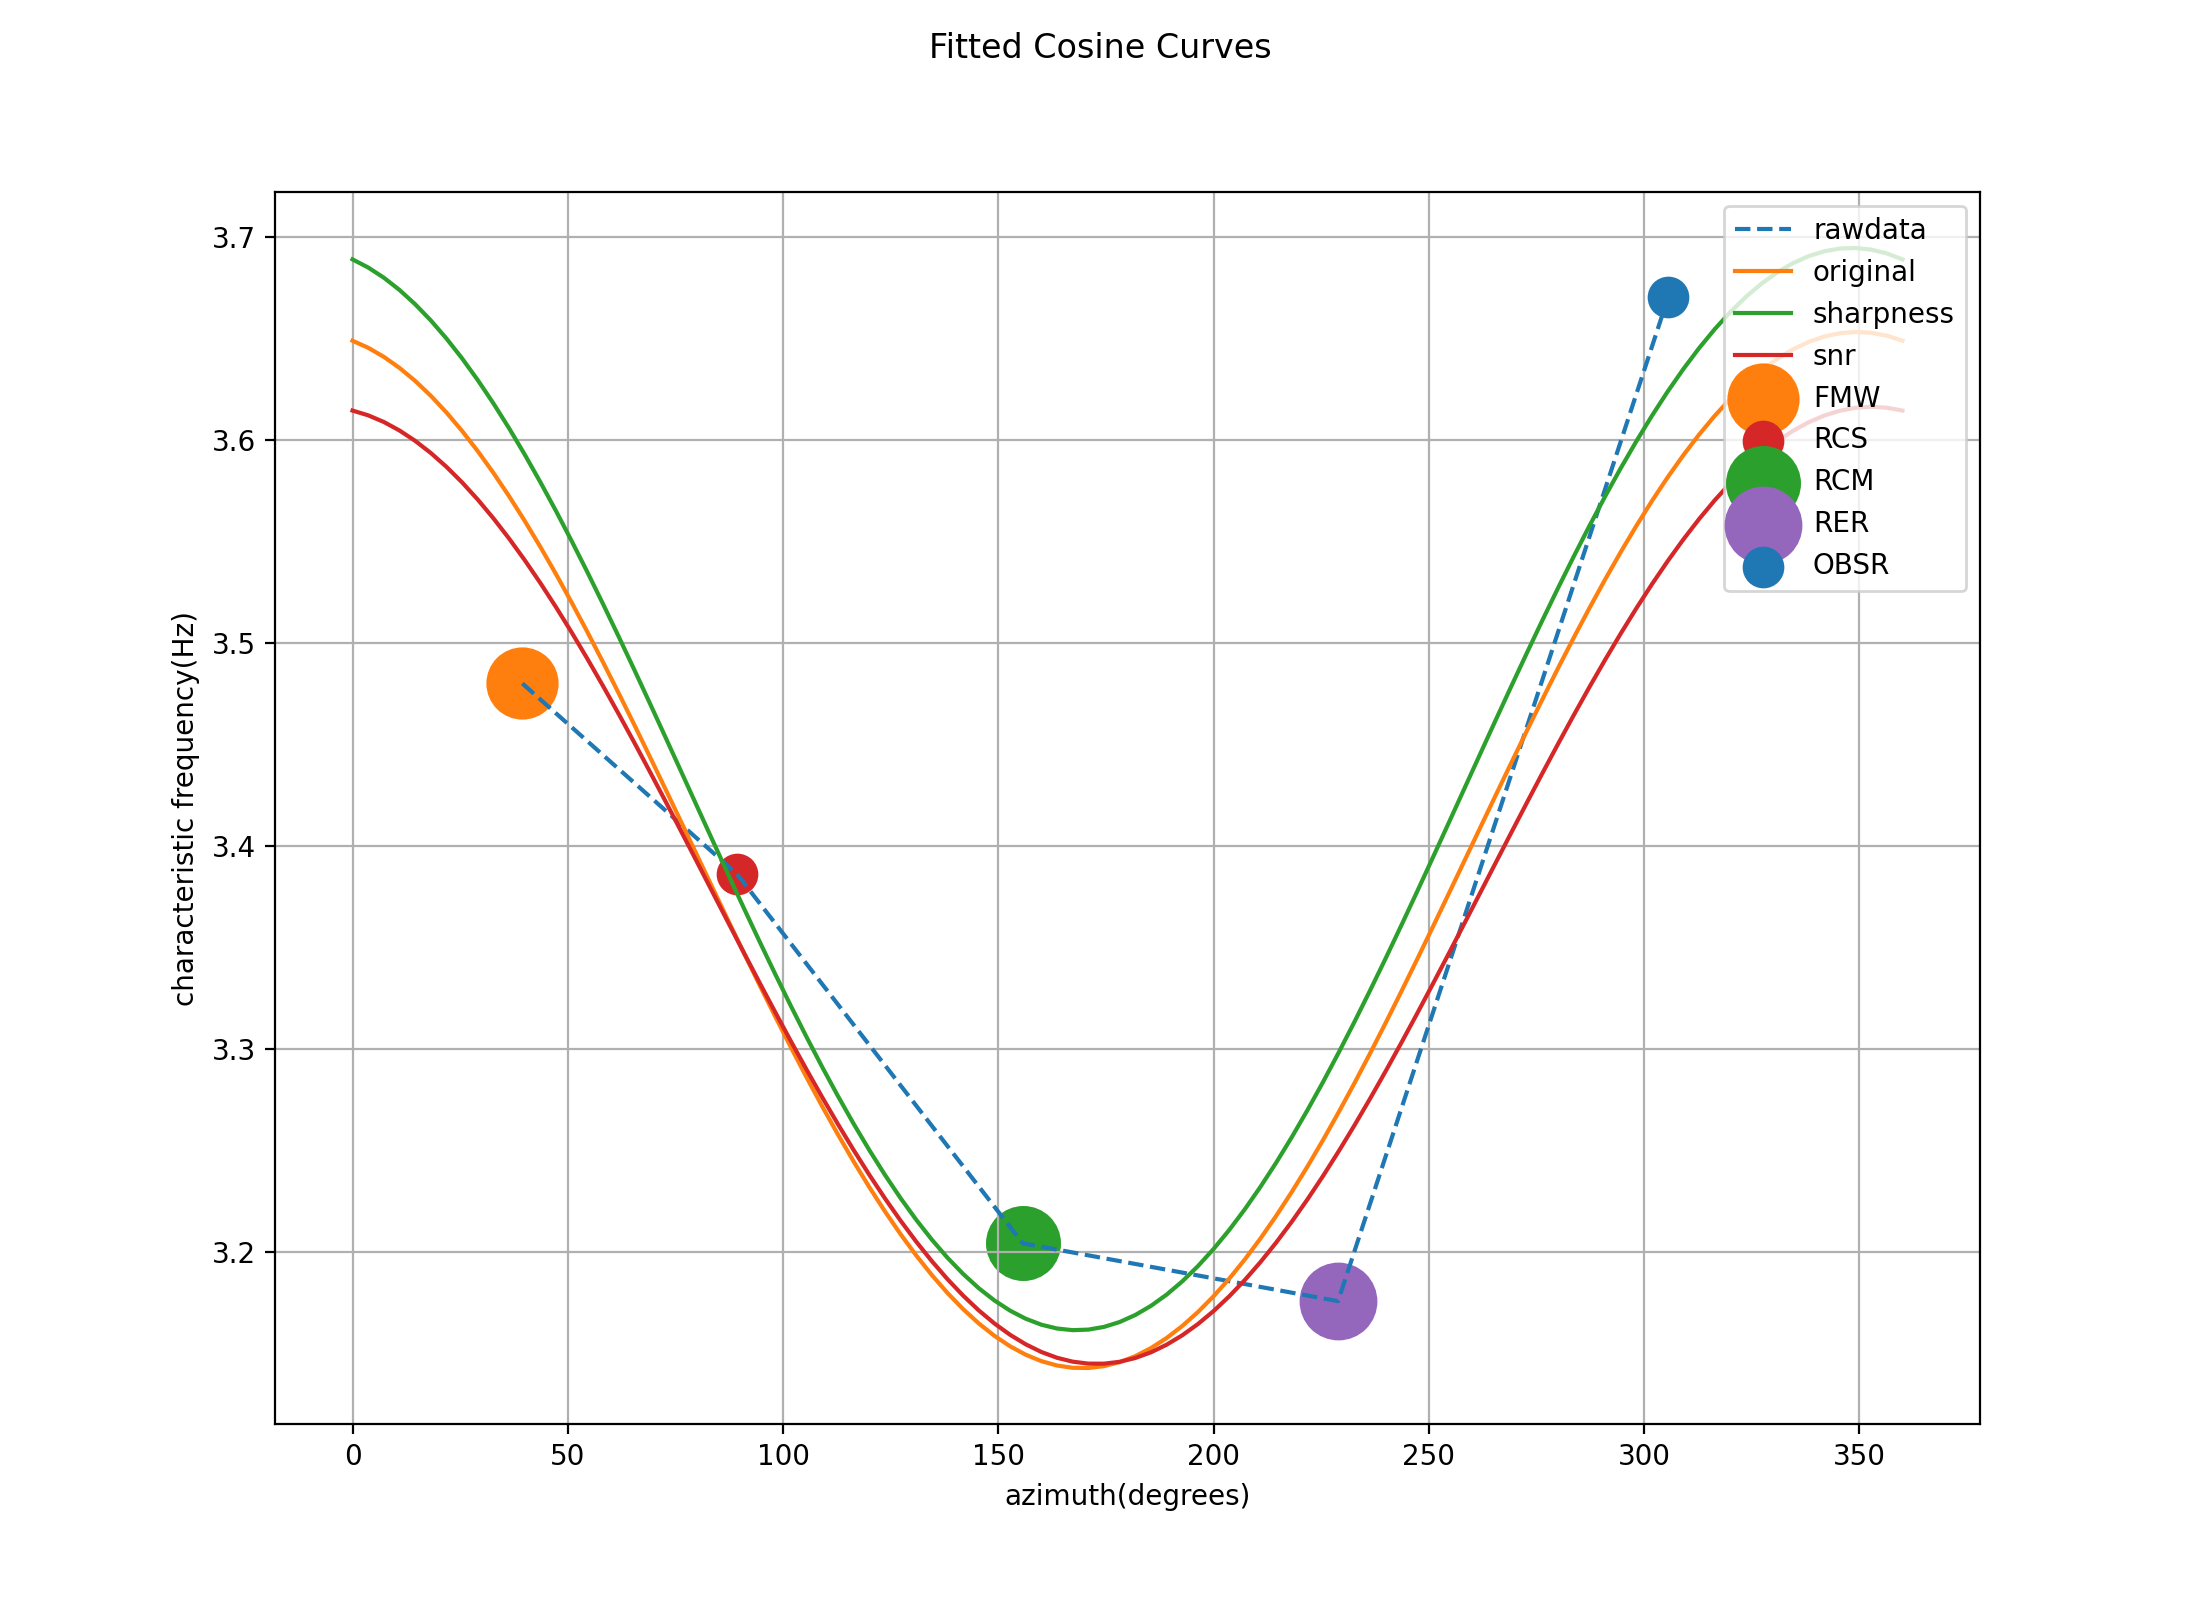 Fitted Cosine Curves
3.7
3.6
3.5
3.4
3.3
3.2
characteristic frequency(Hz)
rawdata
original
sharpness
snr
FMW
RCS
RCM
RER
OBSR
0 50 100 150 200 250 300 350
azimuth(degrees)